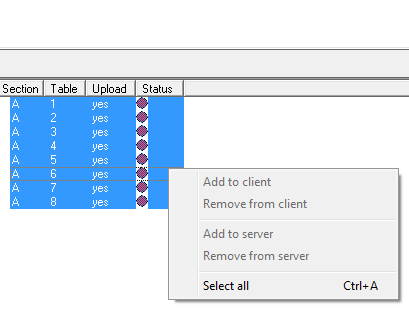 Section Table Upload Status
A 1 yes
A 2 yes
A 3 yes
A 4 yes
A 5 yes
A 6 yes
A 7 yes
A 8 yes
Add to client
Remove from client
Add to server
Remove from server
Select all Ctrl+A